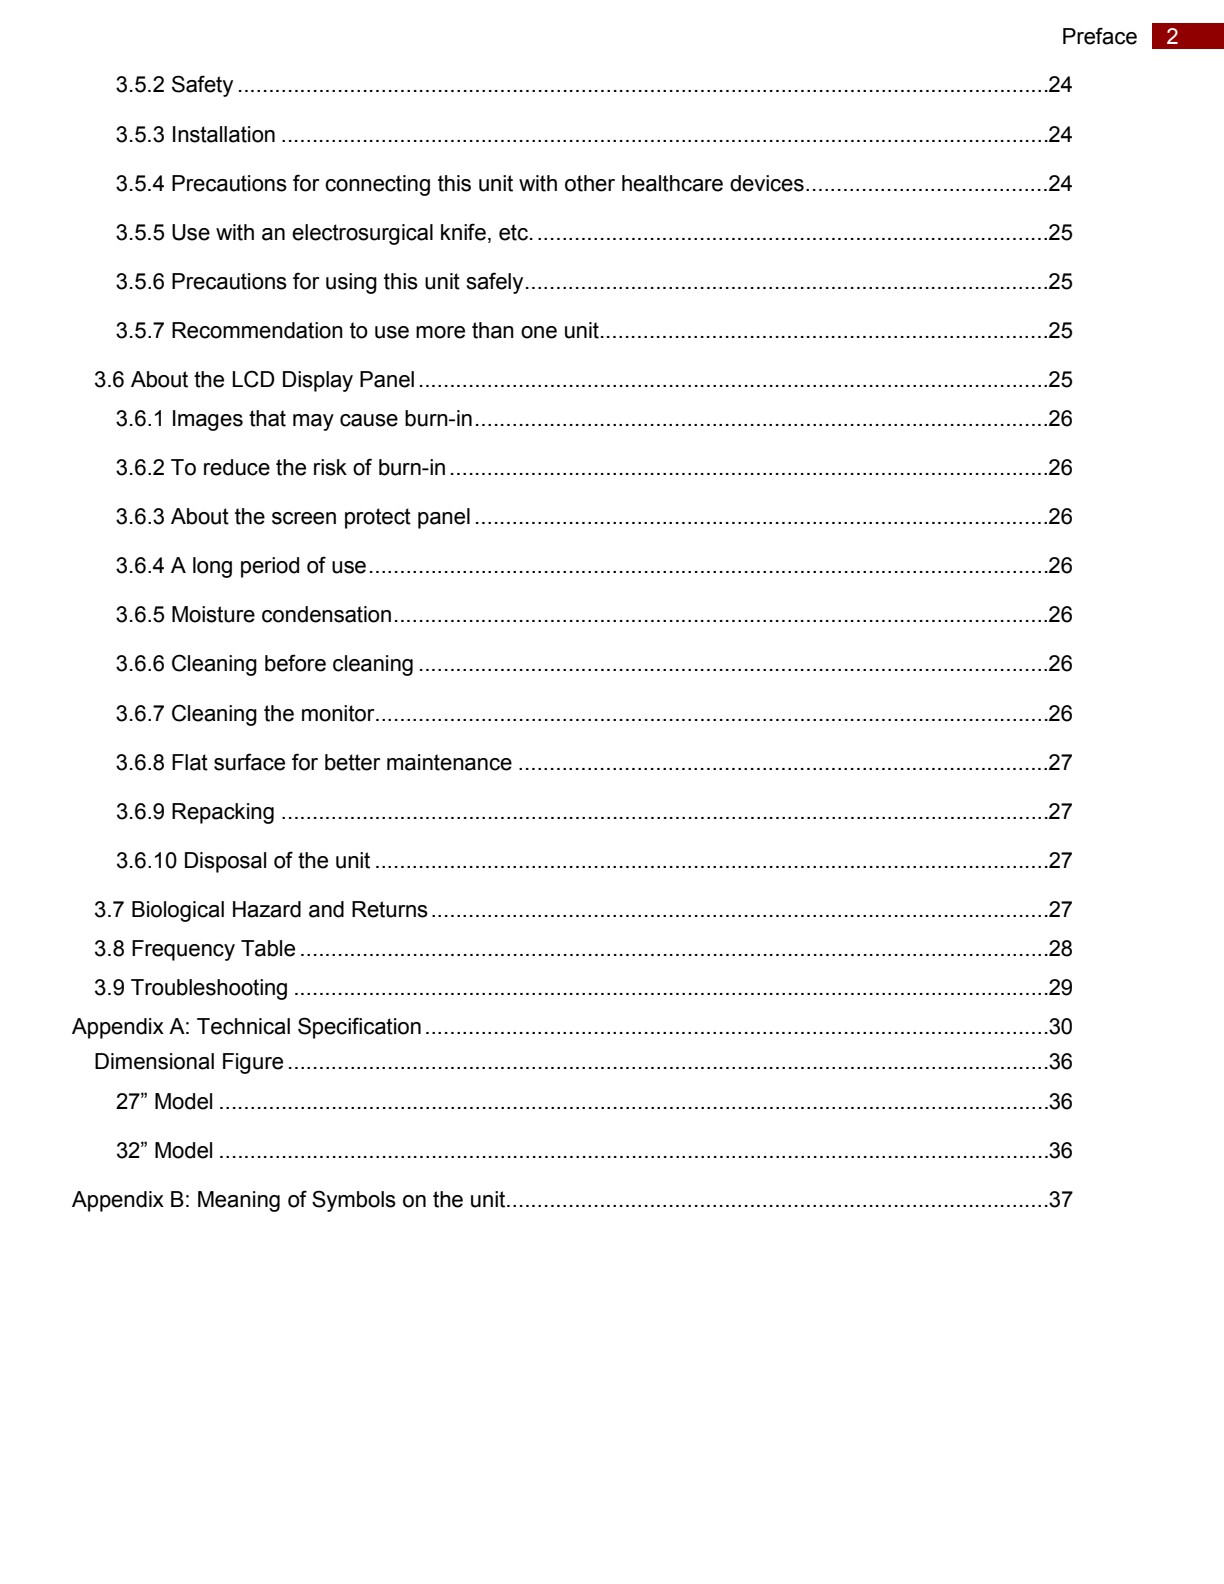 Preface 2
3.5.2 Safety ........................................................................................................................24
3.5.3 Installation ........................................................................................................................24
3.5.4 Precautions for connecting this unit with other healthcare devices........................................24
3.5.5 Use with an electrosurgical knife, etc. ........................................................................................25
3.5.6 Precautions for using this unit safely........................................................................................25
3.5.7 Recommendation to use more than one unit........................................................................25
3.6 About the LCD Display Panel ........................................................................................................25
3.6.1 Images that may cause burn-in........................................................................................26
3.6.2 To reduce the risk of burn-in ........................................................................................26
3.6.3 About the screen protect panel ........................................................................................26
3.6.4 A long period of use........................................................................................................26
3.6.5 Moisture condensation........................................................................................................26
3.6.6 Cleaning before cleaning ........................................................................................................26
3.6.7 Cleaning the monitor........................................................................................................26
3.6.8 Flat surface for better maintenance ........................................................................................27
3.6.9 Repacking ........................................................................................................................27
3.6.10 Disposal of the unit ........................................................................................................27
3.7 Biological Hazard and Returns ........................................................................................................27
3.8 Frequency Table ........................................................................................................................28
3.9 Troubleshooting ........................................................................................................................29
Appendix A: Technical Specification ........................................................................................................30
Dimensional Figure ........................................................................................................................36
27” Model ........................................................................................................................36
32” Model ........................................................................................................................36
Appendix B: Meaning of Symbols on the unit........................................................................................37